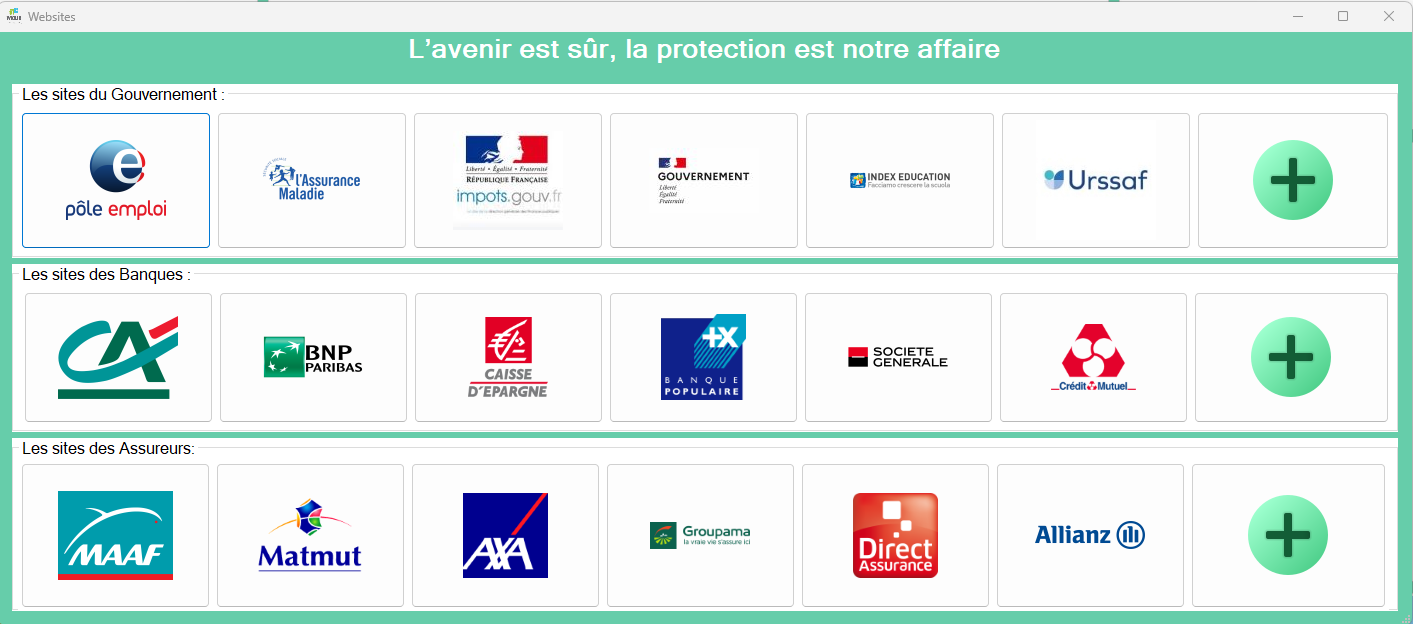 Websites
L'avenir est sûr, la protection est notre affaire
Les sites du Gouvernement :
pôle emploi
l'Assurance
Maladie
Liberté • Égalité • Fraternité
RÉPUBLIQUE FRANÇAISE
impots.gouv.fr
GOUVERNEMENT
Liberté
Égalité
Fraternité
INDEX EDUCATION
Facciamo crescere la scuola
Urssaf
Les sites des Banques :
CA
BNP
PARIBAS
CAISSE
D'EPARGNE
+X
BANQUE
POPULAIRE
SOCIETE
GENERALE
Crédit Mutuel
Les sites des Assureurs:
MAAF
Matmut
AXA
Groupama
la vraie vie s'assure ici
Direct
Assurance
Allianz